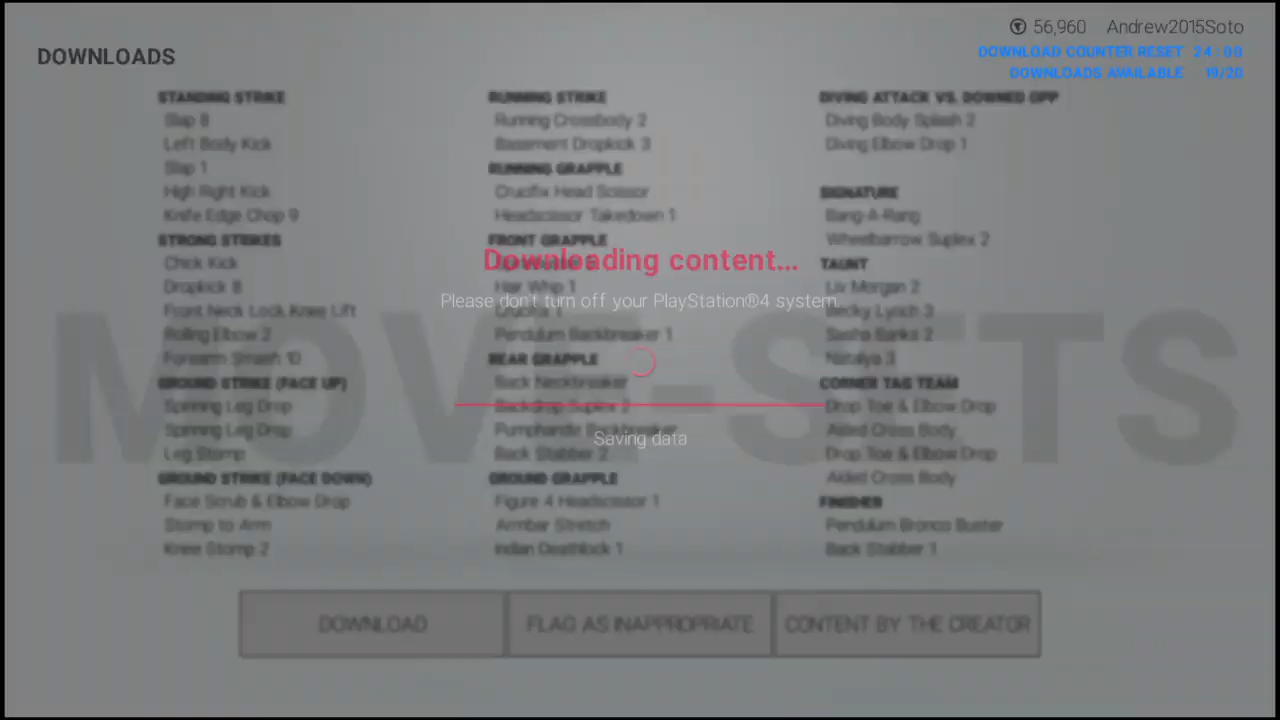 56,960 Andrew2015Soto
DOWNLOADS
DOWNLOAD COUNTER RESET 24:00
DOWNLOADS AVAILABLE 19/20
STANDING STRIKE
Slap 8
Left Body Kick
Slap 1
High Right Kick
Knife Edge Chop 9
STRONG STRIKES
Chick Kick
Dropkick 8
Front Neck Lock Knee Lift
Rolling Elbow 2
Forearm Smash 10
GROUND STRIKE (FACE UP)
Spinning Leg Drop
Spinning Leg Drop
Leg Stomp
GROUND STRIKE (FACE DOWN)
Face Scrub & Elbow Drop
Stomp to Arm
Knee Stomp 2
RUNNING STRIKE
Running Crossbody 2
Basement Dropkick 3
RUNNING GRAPPLE
Crucifix Head Scissor
Headscissor Takedown 1
FRONT GRAPPLE
Hair Whip 1
Crucifix 1
Pendulum Backbreaker 1
REAR GRAPPLE
Back Neckbreaker
Backdrop Suplex 2
Pumphandle Backbreaker
Back Stabber 2
GROUND GRAPPLE
Figure 4 Headscissor 1
Armbar Stretch
Indian Deathlock 1
DIVING ATTACK VS. DOWNED OPP
Diving Body Splash 2
Diving Elbow Drop 1
SIGNATURE
Bang-A-Rang
Wheelbarrow Suplex 2
TAUNT
Liv Morgan 2
Becky Lynch 3
Sasha Banks 2
Natalya 3
CORNER TAG TEAM
Drop Toe & Elbow Drop
Aided Cross Body
Drop Toe & Elbow Drop
Aided Cross Body
FINISHER
Pendulum Bronco Buster
Back Stabber 1
MOVE-SETS
Downloading content...
Please don't turn off your PlayStation®4 system.
Saving data
DOWNLOAD
FLAG AS INAPPROPRIATE
CONTENT BY THE CREATOR